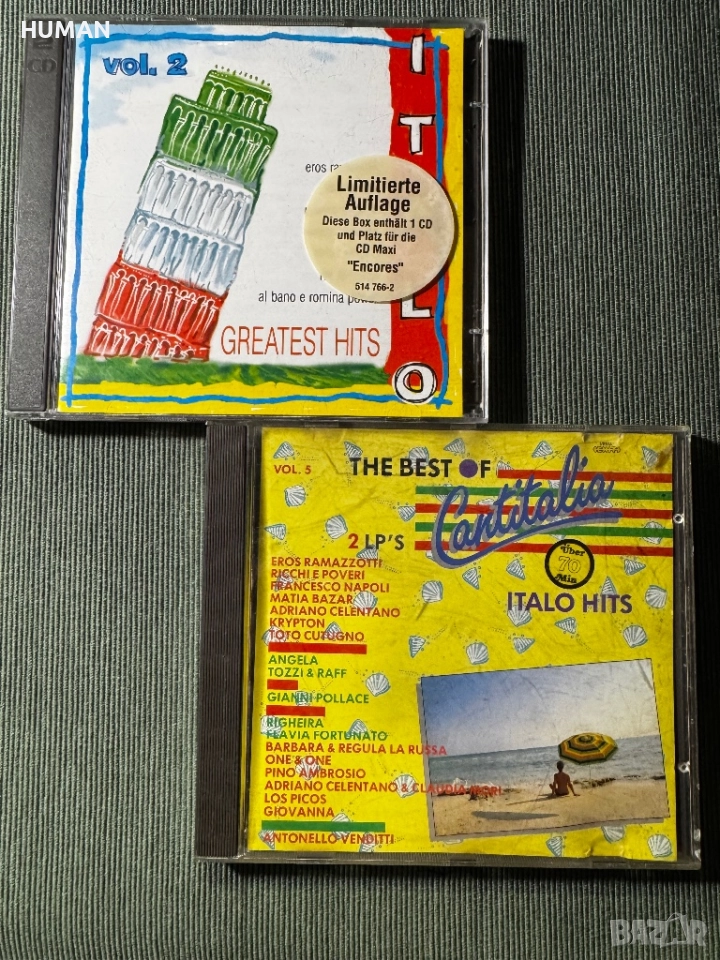 HUMAN
2
CD
vol. 2
ITALO
eros
Limitierte
Auflage
Diese Box enthält 1 CD
und Platz für die
CD Maxi
"Encores"
514 766-2
al bano e romina
GREATEST HITS
VOL. 5
THE BEST OF
Cantitalia
2 LP'S
Über
70
Min
ITALO HITS
EROS RAMAZZOTTI
RICCHI E POVERI
FRANCESCO NAPOLI
MATIA BAZAR
ADRIANO CELENTANO
KRYPTON
TOTO CUTUGNO
ANGELA
TOZZI & RAFF
GIANNI POLLACE
RIGHEIRA
FLAVIA FORTUNATO
BARBARA & REGULA LA RUSSA
ONE & ONE
PINO AMBROSIO
ADRIANO CELENTANO & CLAUDIA MORI
LOS PICOS
GIOVANNA
ANTONELLO VENDITTI
BAZAR